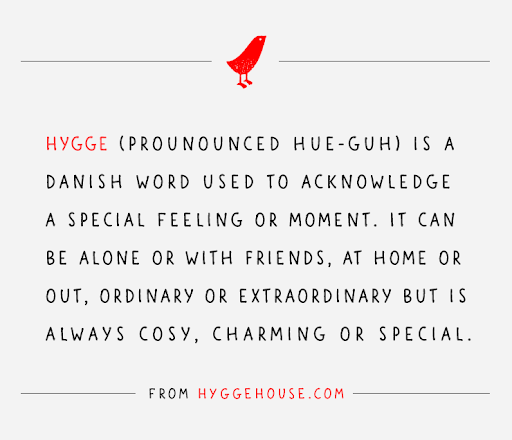 HYGGE (PROUNOUNCED HUE-GUH) IS A
DANISH WORD USED TO ACKNOWLEDGE
A SPECIAL FEELING OR MOMENT. IT CAN
BE ALONE OR WITH FRIENDS, AT HOME OR
OUT, ORDINARY OR EXTRAORDINARY BUT IS
ALWAYS COSY, CHARMING OR SPECIAL.
FROM HYGGEHOUSE.COM